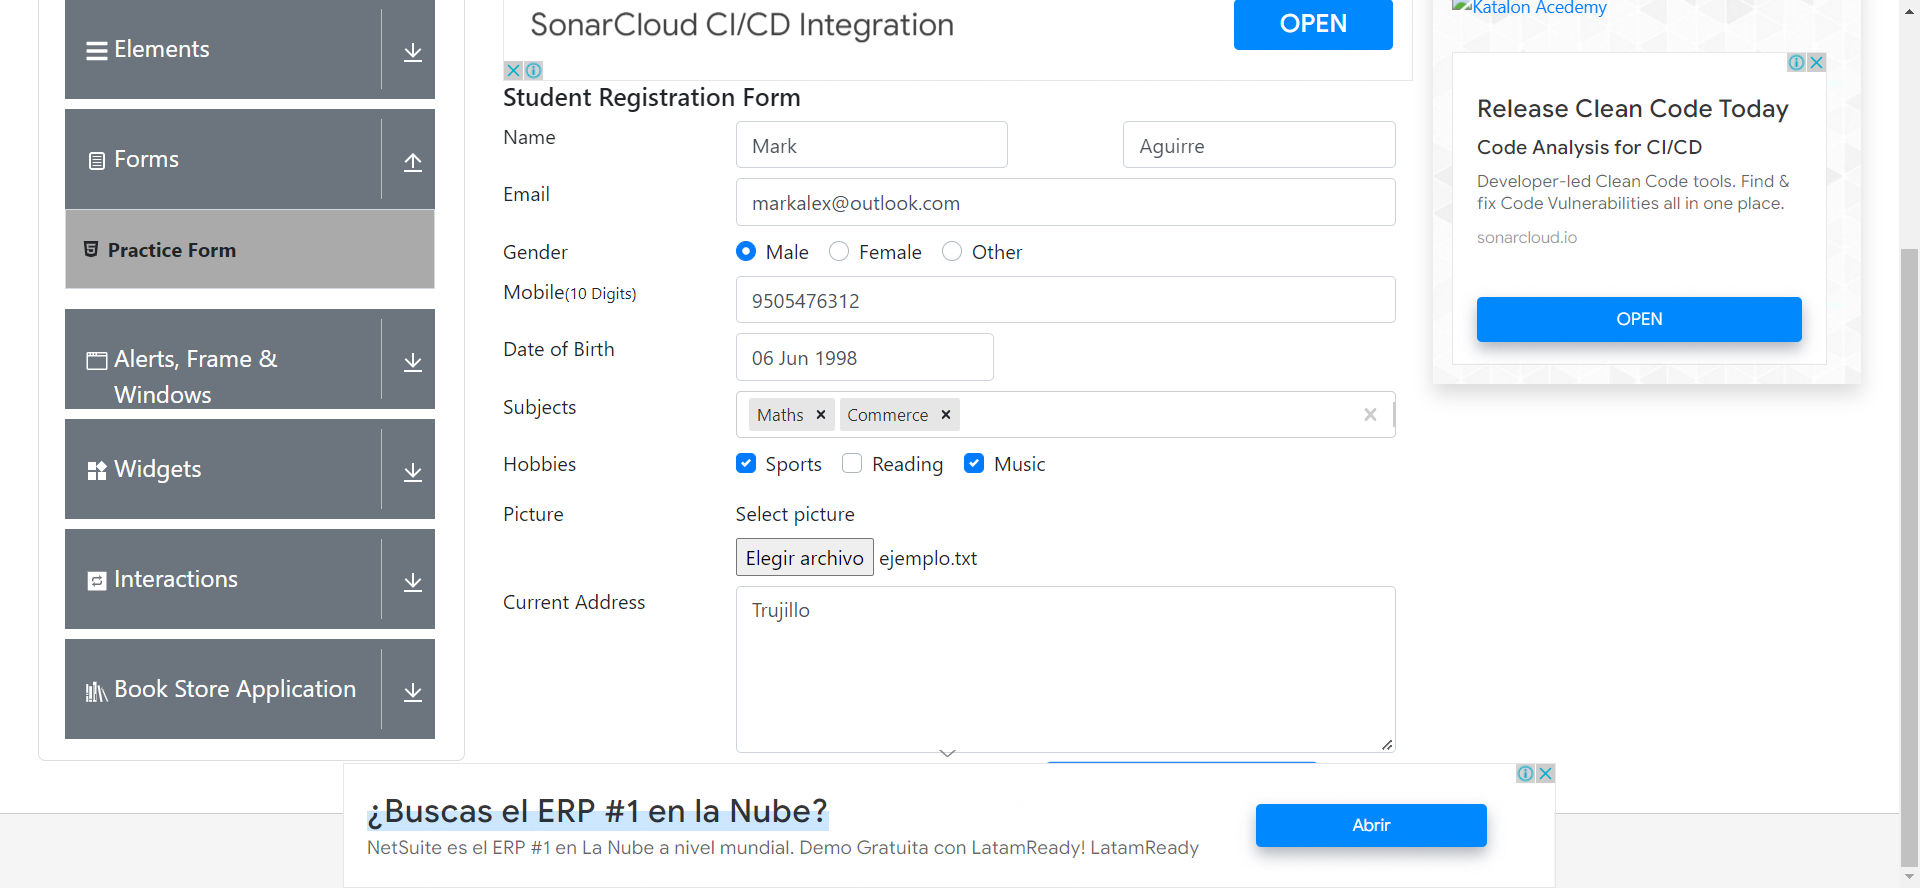 Elements
Forms
Practice Form
Alerts, Frame &
Windows
Widgets
Interactions
Book Store Application
SonarCloud CI/CD Integration
OPEN
Student Registration Form
Name
Mark
Aguirre
Email
markalex@outlook.com
Gender
Male
Female
Other
Mobile(10 Digits)
9505476312
Date of Birth
06 Jun 1998
Subjects
Maths
Commerce
Hobbies
Sports
Reading
Music
Picture
Select picture
Elegir archivo
ejemplo.txt
Current Address
Trujillo
Katalon Acedemy
Release Clean Code Today
Code Analysis for CI/CD
Developer-led Clean Code tools. Find &
fix Code Vulnerabilities all in one place.
sonarcloud.io
OPEN
¿Buscas el ERP #1 en la Nube?
NetSuite es el ERP #1 en La Nube a nivel mundial. Demo Gratuita con LatamReady! LatamReady
Abrir